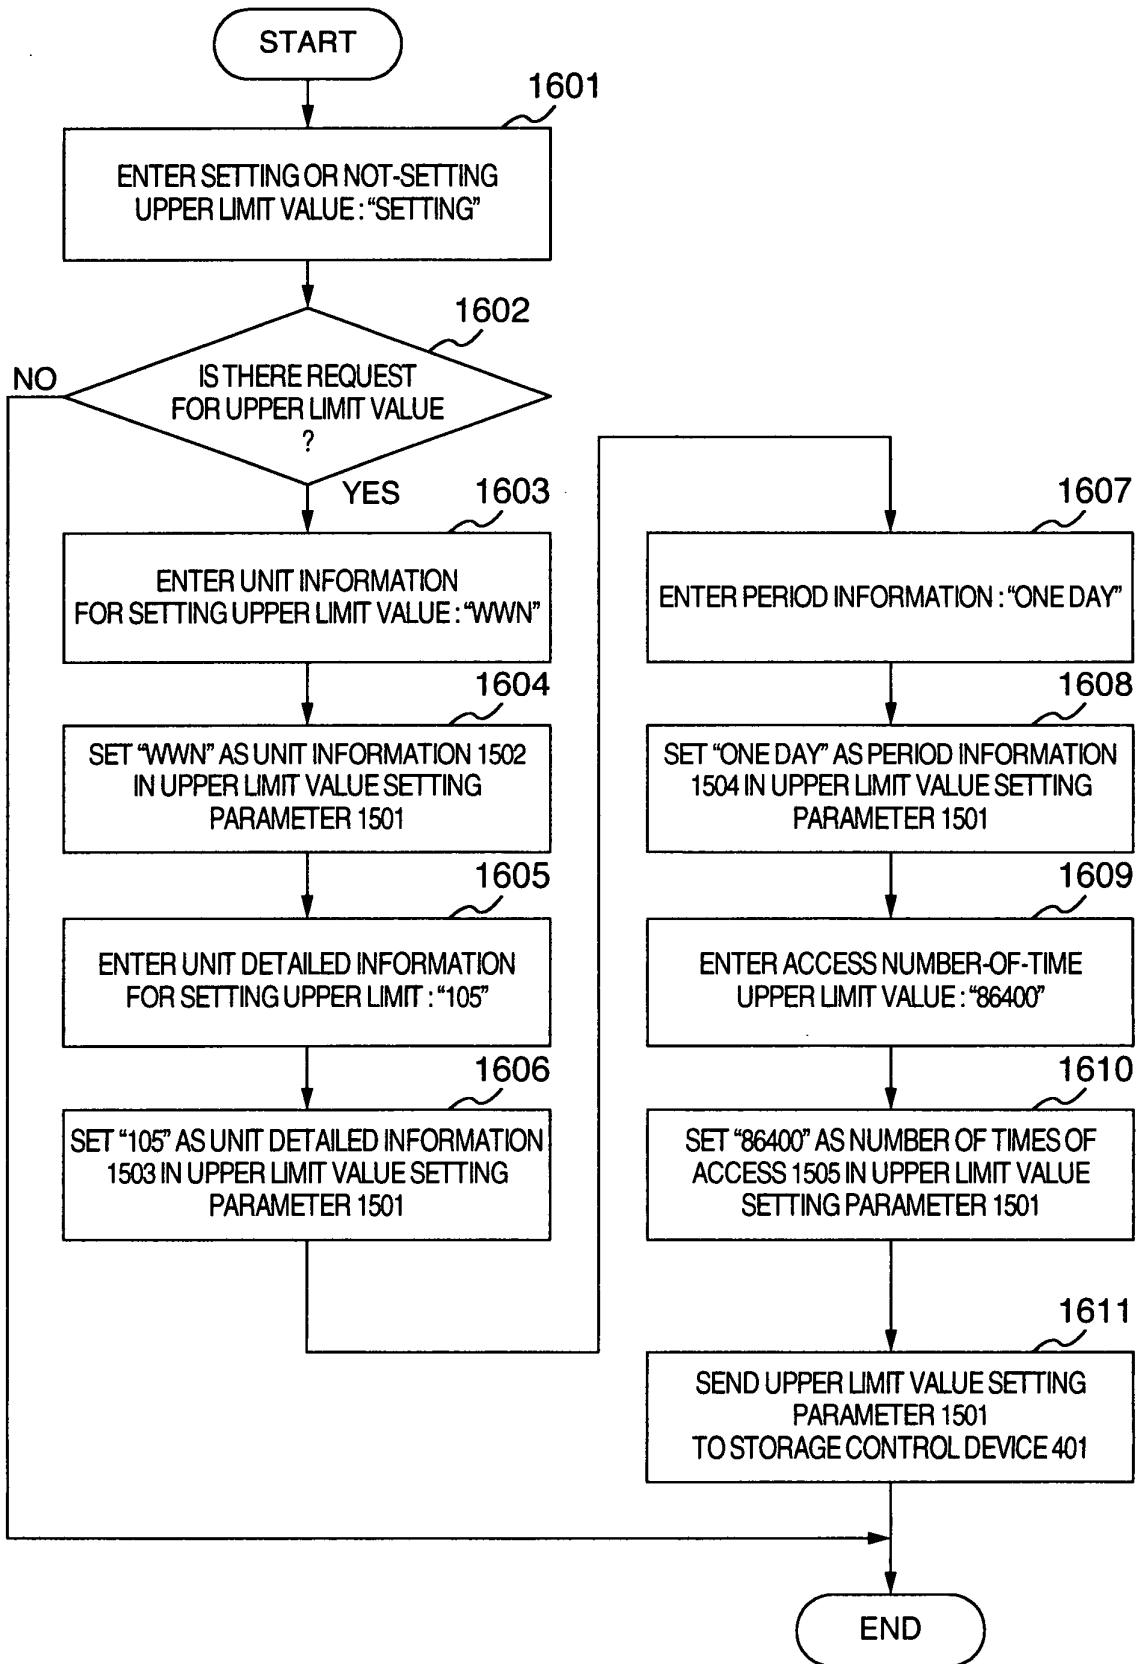 START
1601
ENTER SETTING OR NOT-SETTING
UPPER LIMIT VALUE : “SETTING”
1602
IS THERE REQUEST
FOR UPPER LIMIT VALUE
?
NO
YES
1603
ENTER UNIT INFORMATION
FOR SETTING UPPER LIMIT VALUE : “WWN”
1604
SET “WWN” AS UNIT INFORMATION 1502
IN UPPER LIMIT VALUE SETTING
PARAMETER 1501
1605
ENTER UNIT DETAILED INFORMATION
FOR SETTING UPPER LIMIT : “105”
1606
SET “105” AS UNIT DETAILED INFORMATION
1503 IN UPPER LIMIT VALUE SETTING
PARAMETER 1501
1607
ENTER PERIOD INFORMATION : “ONE DAY”
1608
SET “ONE DAY” AS PERIOD INFORMATION
1504 IN UPPER LIMIT VALUE SETTING
PARAMETER 1501
1609
ENTER ACCESS NUMBER-OF-TIME
UPPER LIMIT VALUE : “86400”
1610
SET “86400” AS NUMBER OF TIMES OF
ACCESS 1505 IN UPPER LIMIT VALUE
SETTING PARAMETER 1501
1611
SEND UPPER LIMIT VALUE SETTING
PARAMETER 1501
TO STORAGE CONTROL DEVICE 401
END